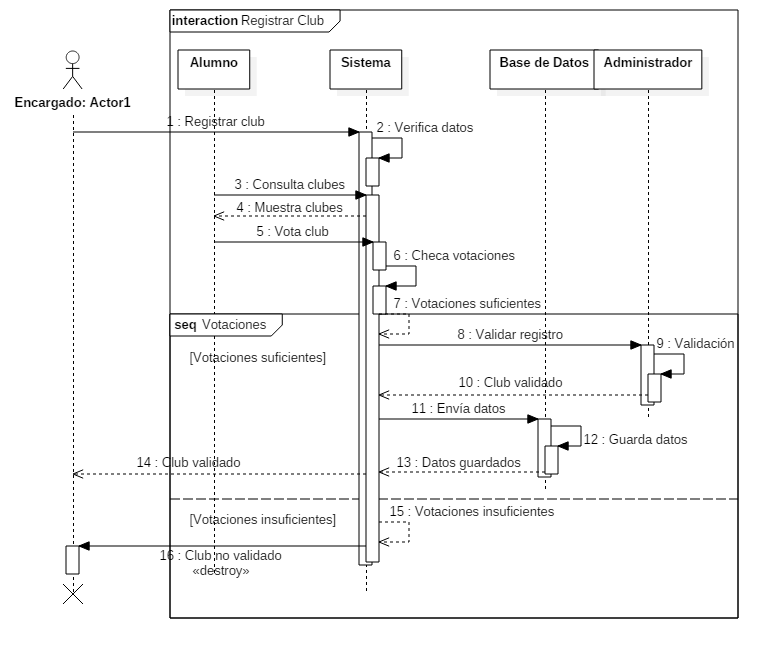 interaction Registrar Club
Alumno
Sistema
Base de Datos
Administrador
Encargado: Actor1
1 : Registrar club
2 : Verifica datos
3 : Consulta clubes
4 : Muestra clubes
5 : Vota club
6 : Checa votaciones
7 : Votaciones suficientes
seq Votaciones
8 : Validar registro
9 : Validación
[Votaciones suficientes]
10 : Club validado
11 : Envía datos
12 : Guarda datos
14 : Club validado
13 : Datos guardados
15 : Votaciones insuficientes
[Votaciones insuficientes]
16 : Club no validado
«destroy»